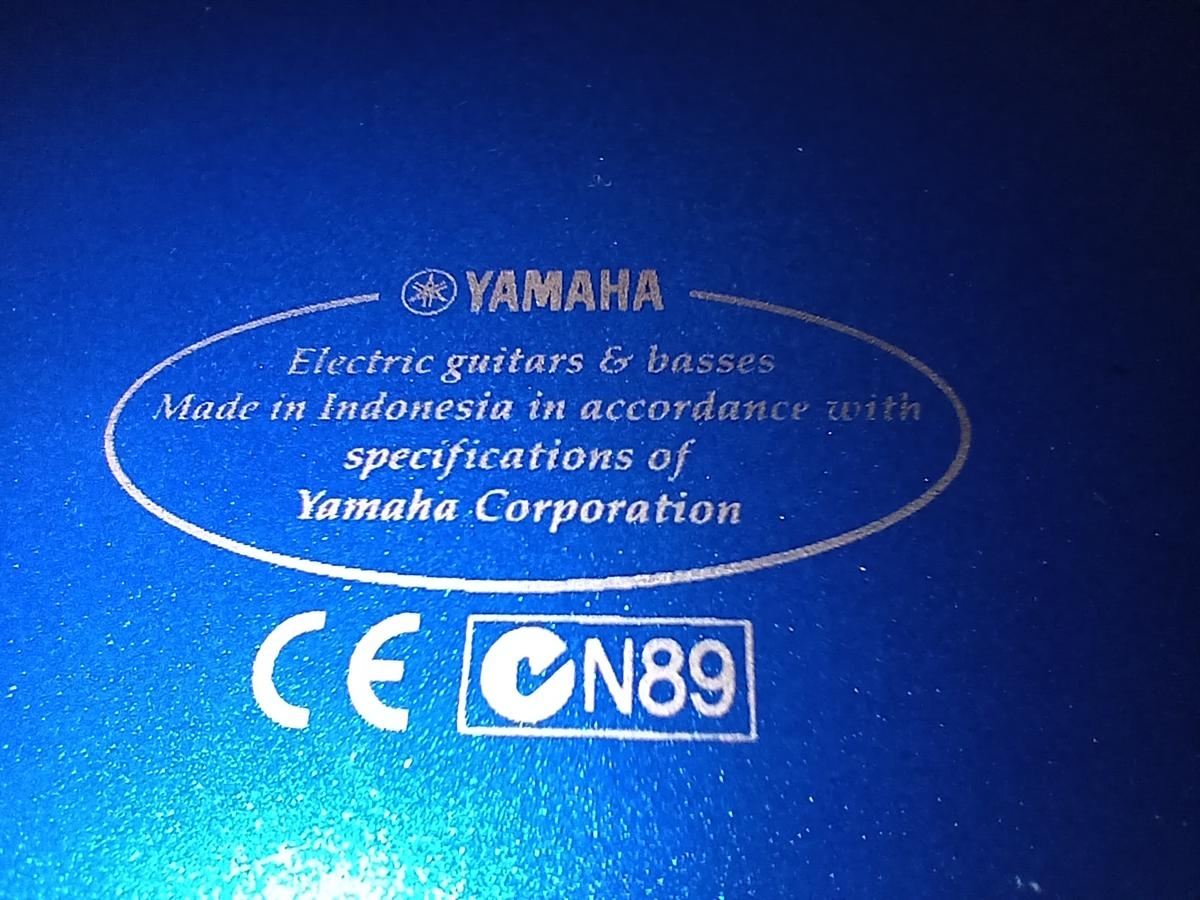 YAMAHA
Electric guitars & basses
Made in Indonesia in accordance with
specifications of
Yamaha Corporation
CE N89